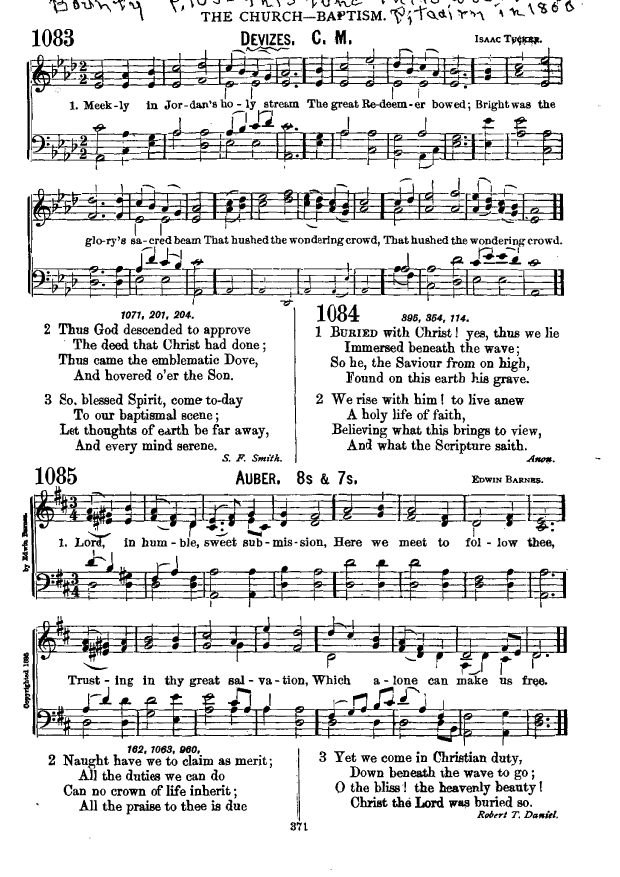 Bounty
in 1860.
THE CHURCH—BAPTISM.
1083 DEVIZES. C. M. ISAAC TUCKER.
1. Meek-ly in Jor-dan's ho-ly stream The great Re-deem-er bowed; Bright was the
glo-ry's sa-cred beam That hushed the wondering crowd, That hushed the wondering crowd.
1071, 201, 204.
2 Thus God descended to approve
The deed that Christ had done;
Thus came the emblematic Dove,
And hovered o'er the Son.
3 So, blessed Spirit, come to-day
To our baptismal scene;
Let thoughts of earth be far away,
And every mind serene.
S. F. Smith.
1084
395, 354, 114.
1 BURIED with Christ! yes, thus we lie
Immersed beneath the wave;
So he, the Saviour from on high,
Found on this earth his grave.
2 We rise with him! to live anew
A holy life of faith,
Believing what this brings to view,
And what the Scripture saith.
Anon.
1085 AUBER. 8s & 7s. EDWIN BARNES.
1. Lord, in hum-ble, sweet sub-mis-sion, Here we meet to fol-low thee,
Trust-ing in thy great sal-va-tion, Which a-lone can make us free.
Copyrighted, 1886 by Edwin Barnes.
162, 1063, 960.
2 Naught have we to claim as merit;
All the duties we can do
Can no crown of life inherit;
All the praise to thee is due
3 Yet we come in Christian duty,
Down beneath the wave to go;
O the bliss! the heavenly beauty!
Christ the Lord was buried so.
Robert T. Daniel.
371